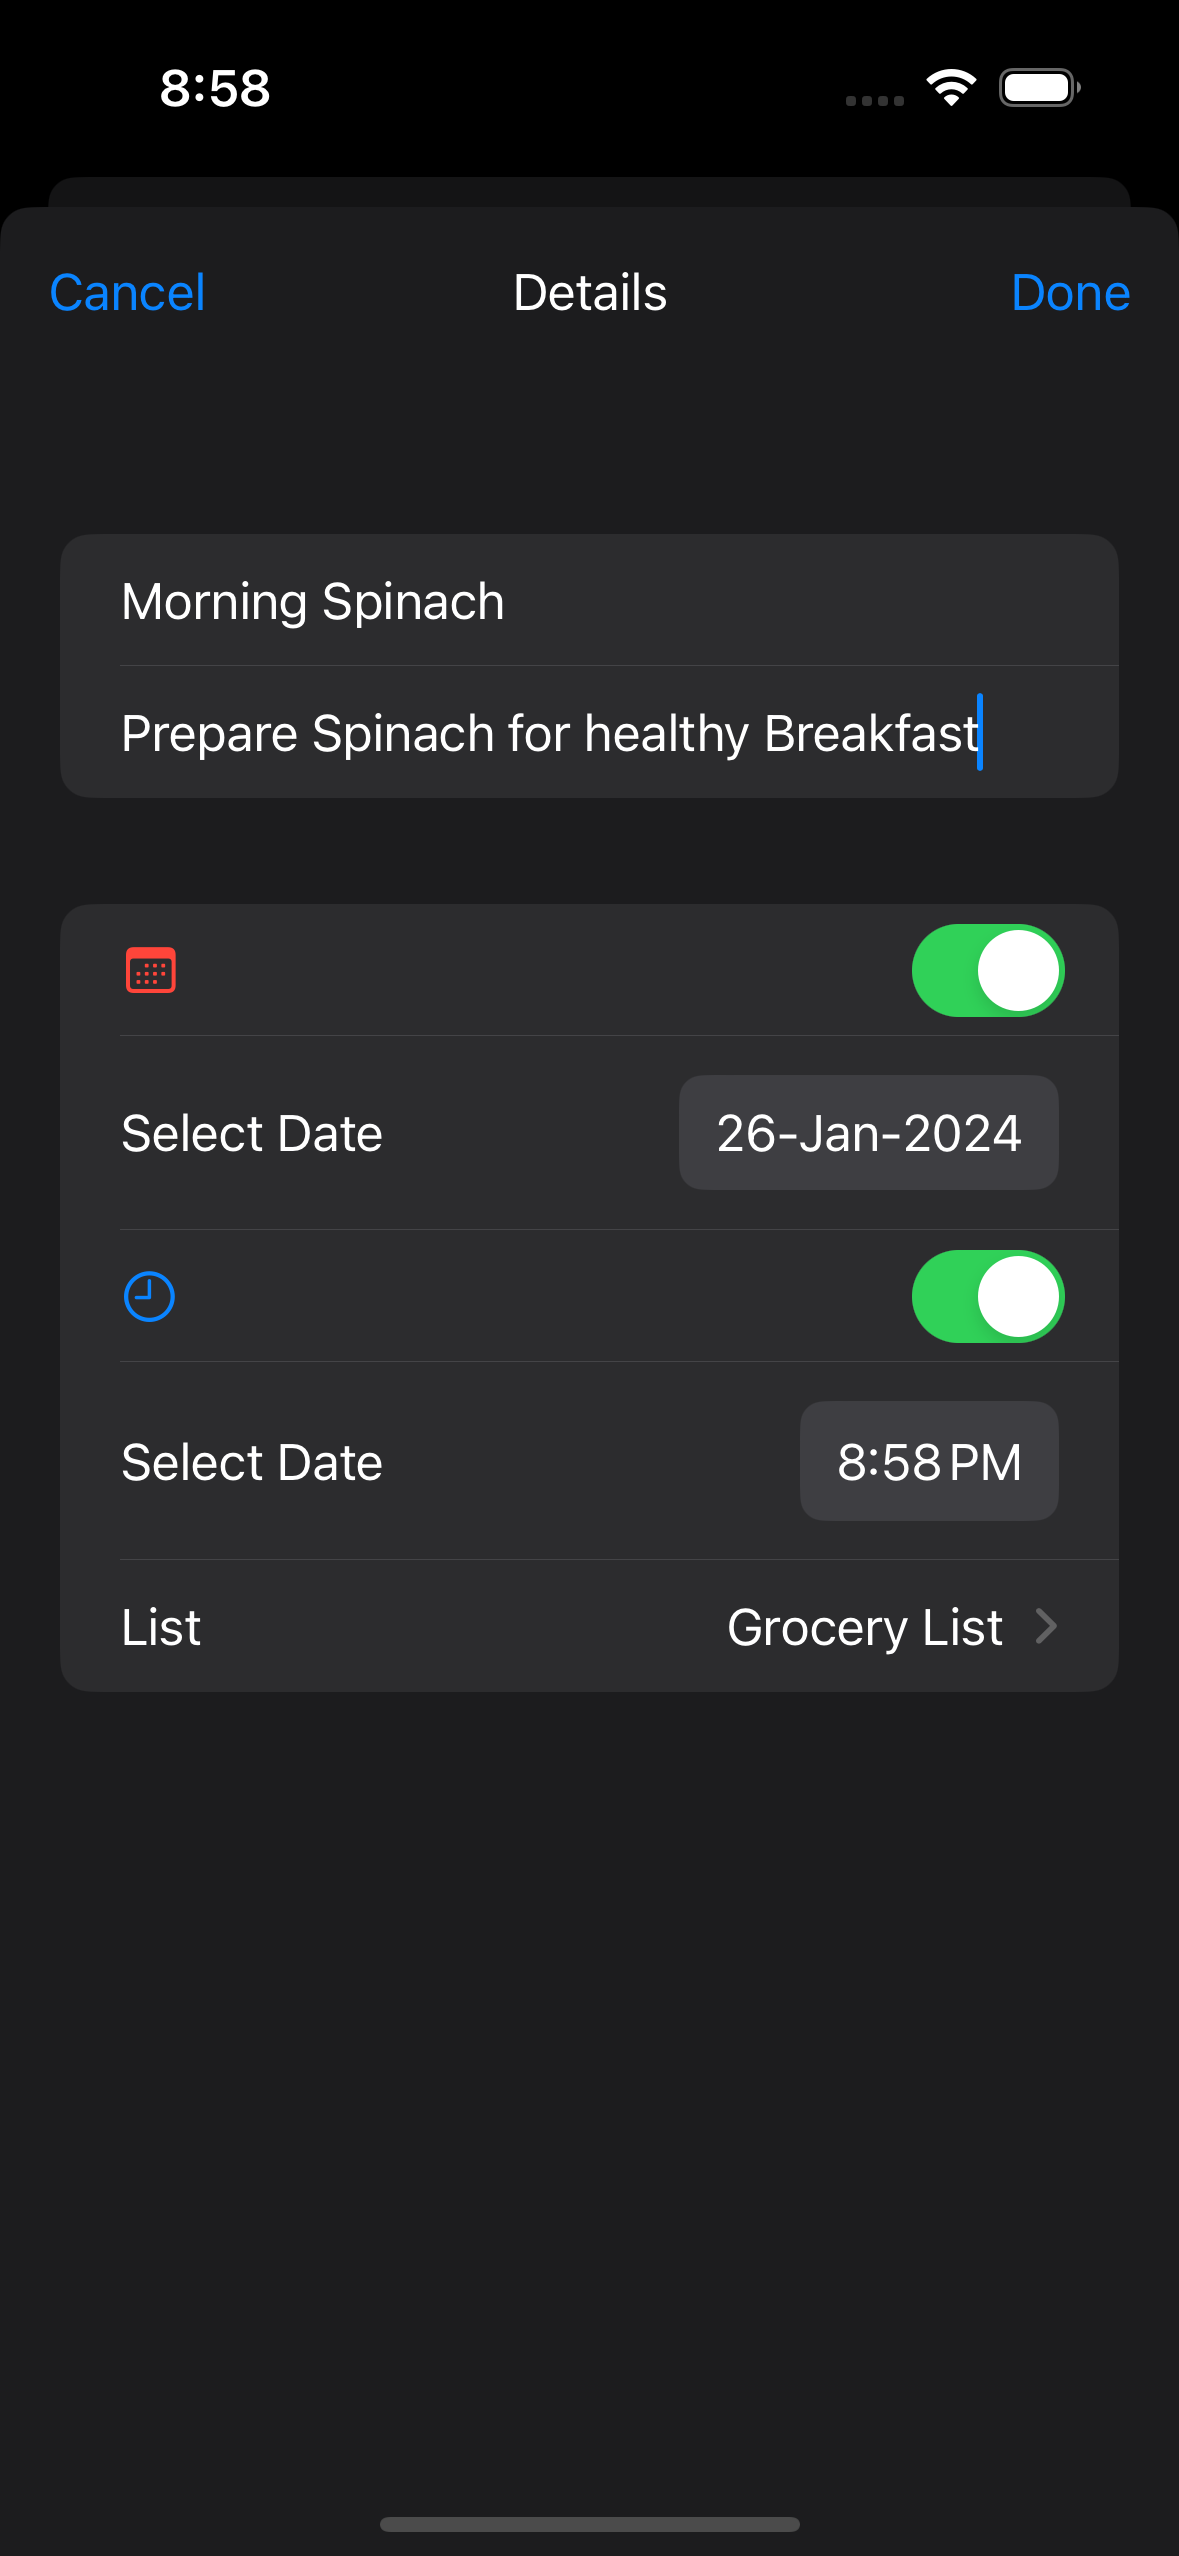 8:58
Cancel Details Done
Morning Spinach
Prepare Spinach for healthy Breakfast
Select Date 26-Jan-2024
Select Date 8:58 PM
List Grocery List